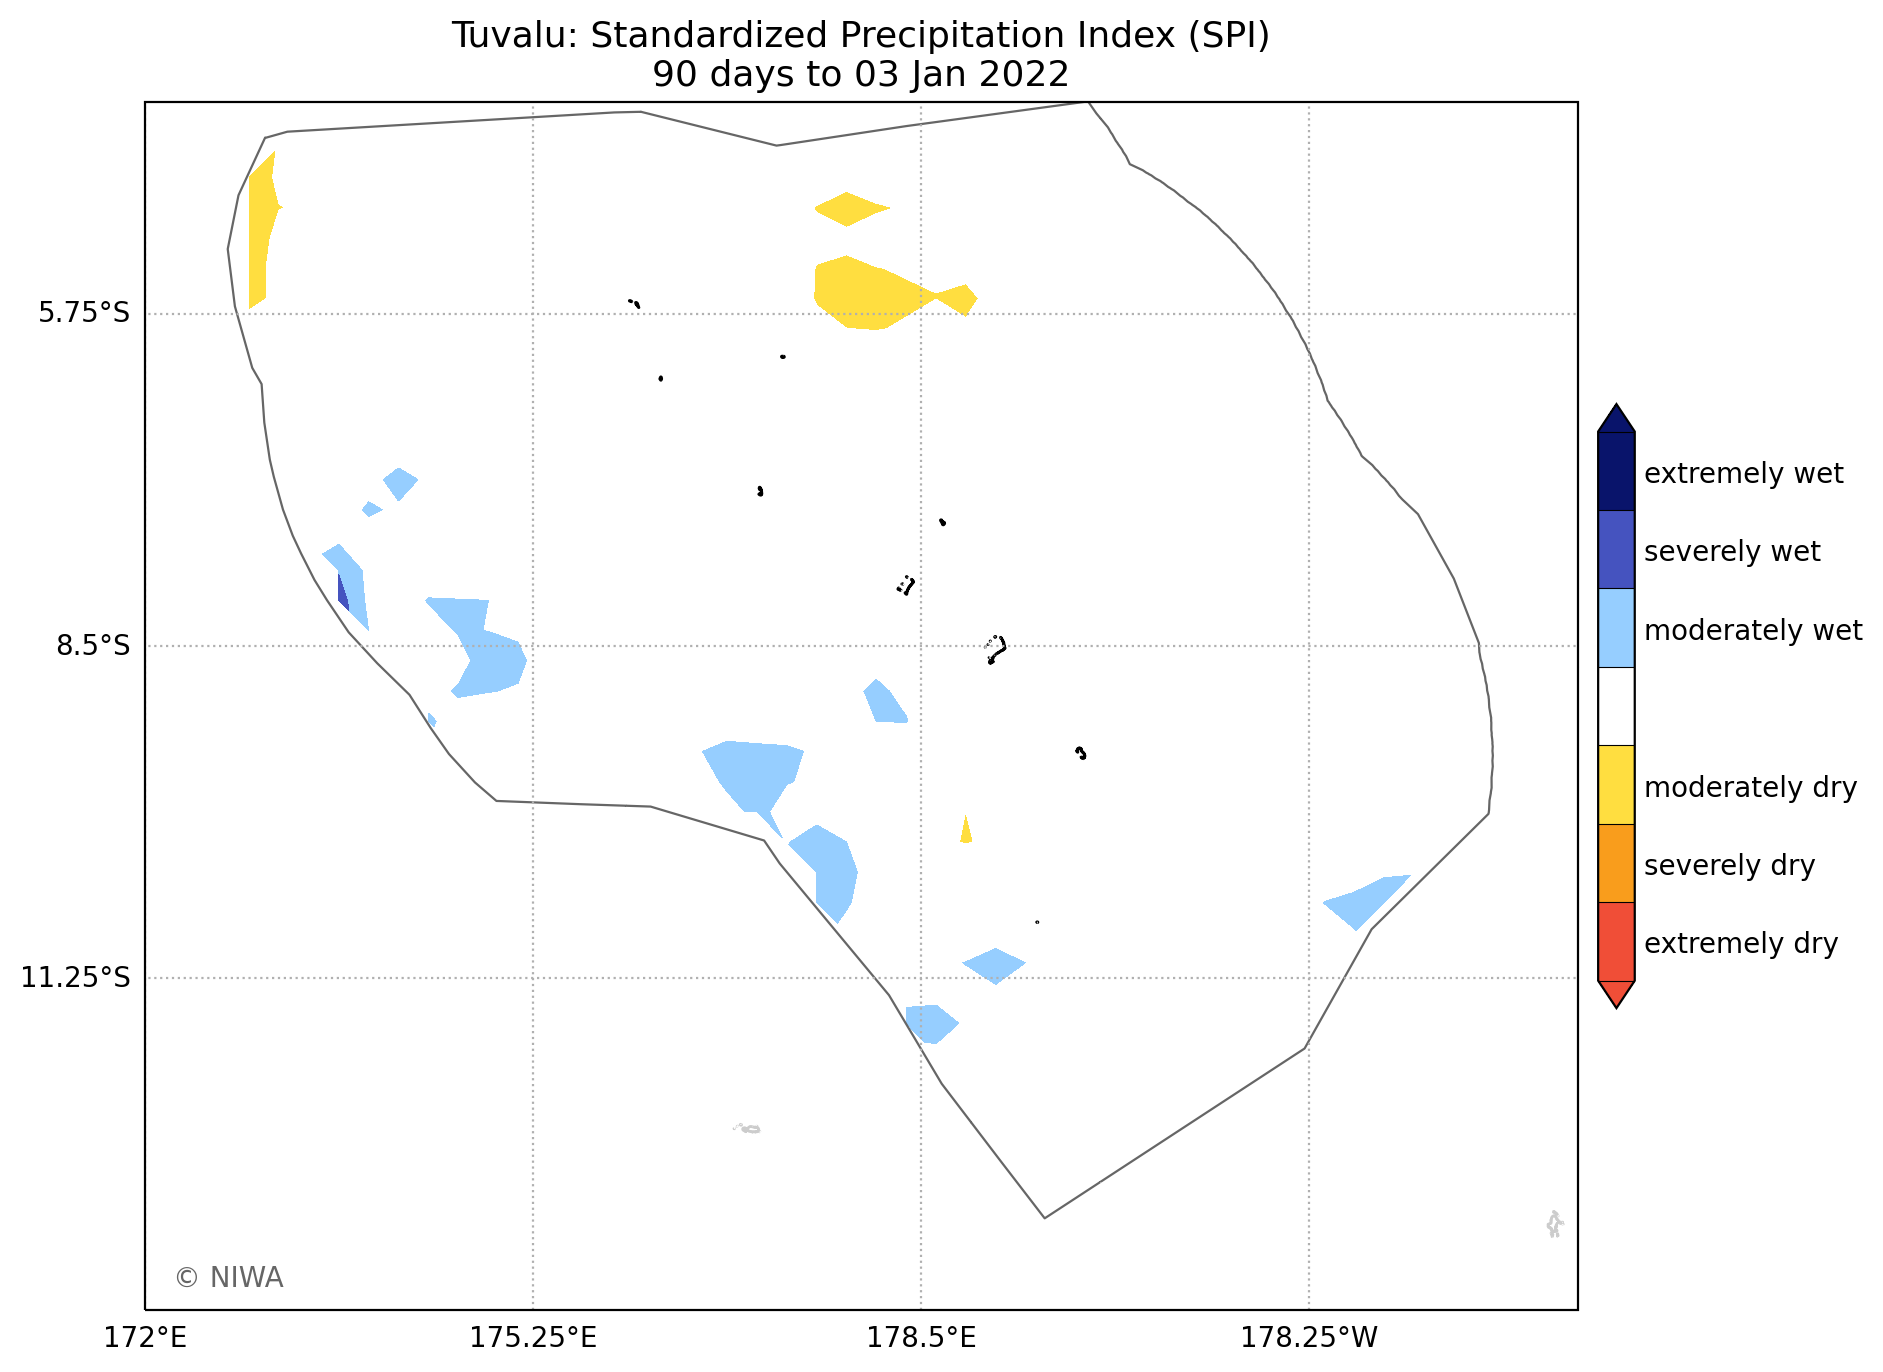 Tuvalu: Standardized Precipitation Index (SPI)
90 days to 03 Jan 2022
5.75°S
8.5°S
11.25°S
172°E
175.25°E
178.5°E
178.25°W
© NIWA
extremely wet
severely wet
moderately wet
moderately dry
severely dry
extremely dry